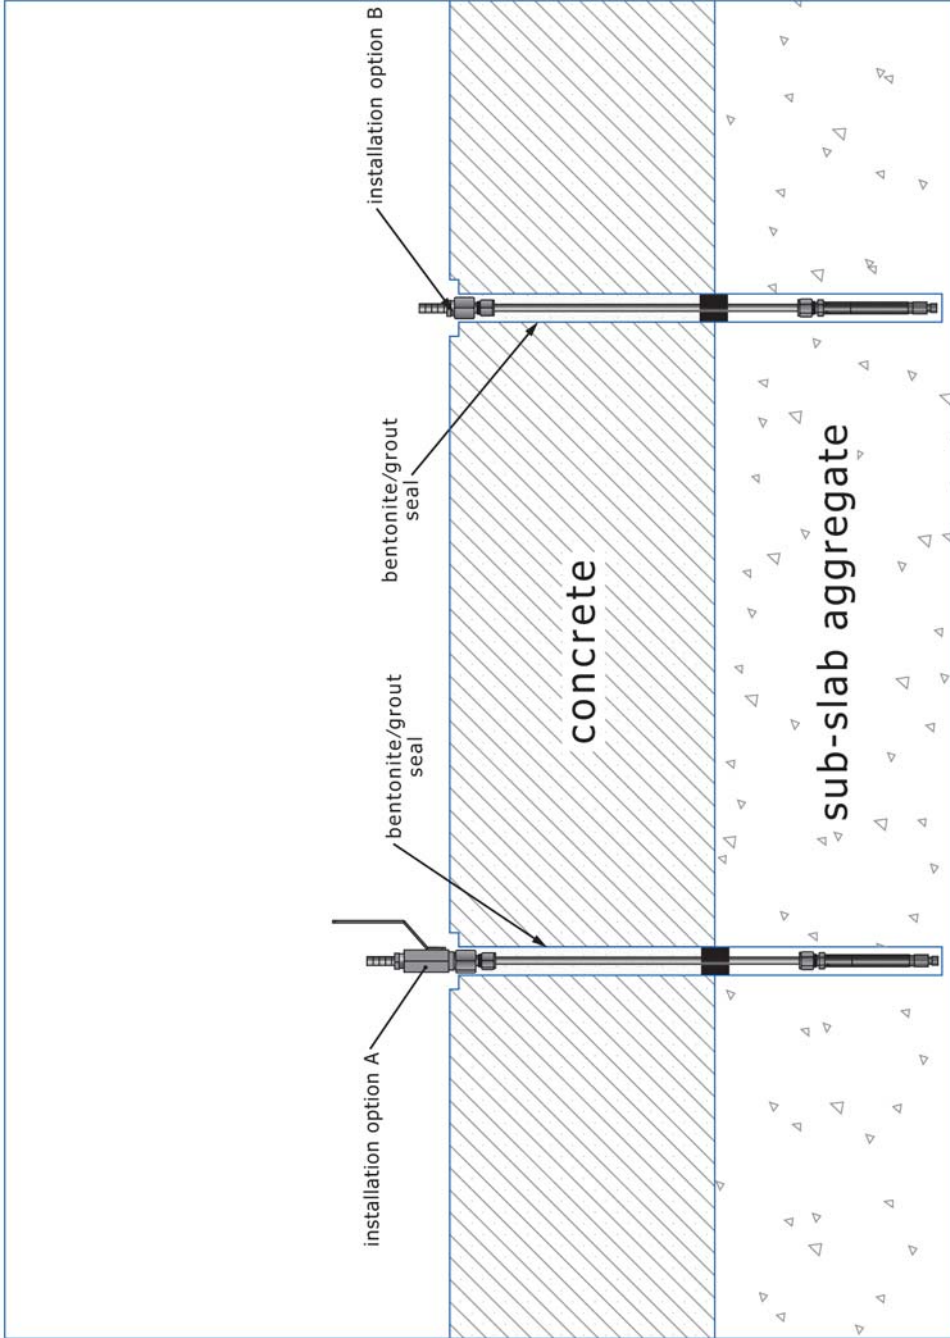 installation option A
bentonite/grout
seal
bentonite/grout
seal
installation option B
concrete
sub-slab aggregate